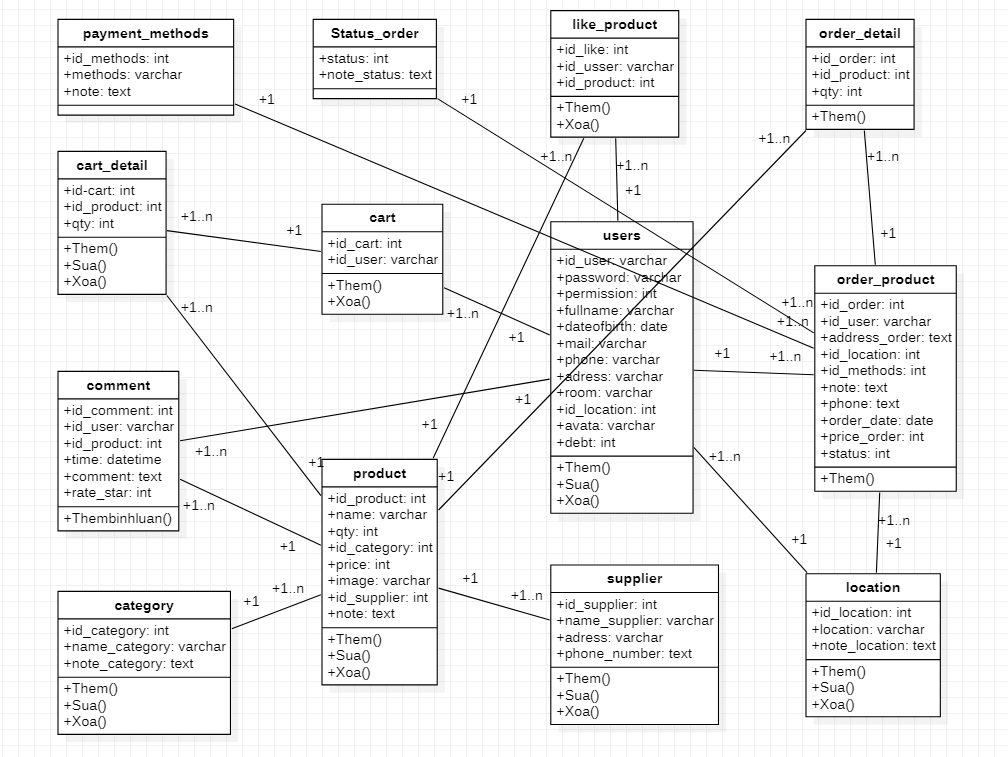 payment_methods
+id_methods: int
+methods: varchar
+note: text
Status_order
+status: int
+note_status: text
like_product
+id_like: int
+id_usser: varchar
+id_product: int
+Them()
+Xoa()
order_detail
+id_order: int
+id_product: int
+qty: int
+Them()
+1
+1
+1..n
+1..n
+1
+1..n
+1..n
+1
cart_detail
+id-cart: int
+id_product: int
+qty: int
+Them()
+Sua()
+Xoa()
+1..n
+1
+1..n
cart
+id_cart: int
+id_user: varchar
+Them()
+Xoa()
+1..n
+1
users
+id_user: varchar
+password: varchar
+permission: int
+fullname: varchar
+dateofbirth: date
+mail: varchar
+phone: varchar
+adress: varchar
+room: varchar
+id_location: int
+avata: varchar
+debt: int
+Them()
+Sua()
+Xoa()
+1..n
+1..n
+1
+1..n
order_product
+id_order: int
+id_user: varchar
+address_order: text
+id_location: int
+id_methods: int
+note: text
+phone: text
+order_date: date
+price_order: int
+status: int
+Them()
comment
+id_comment: int
+id_user: varchar
+id_product: int
+time: datetime
+comment: text
+rate_star: int
+Thembinhluan()
+1
+1..n
+1
+1
+1
+1..n
+1
+1..n
+1
+1..n
+1
product
+id_product: int
+name: varchar
+qty: int
+id_category: int
+price: int
+image: varchar
+id_supplier: int
+note: text
+Them()
+Sua()
+Xoa()
+1..n
+1
+1
+1..n
category
+id_category: int
+name_category: varchar
+note_category: text
+Them()
+Sua()
+Xoa()
supplier
+id_supplier: int
+name_supplier: varchar
+adress: varchar
+phone_number: text
+Them()
+Sua()
+Xoa()
location
+id_location: int
+location: varchar
+note_location: text
+Them()
+Sua()
+Xoa()